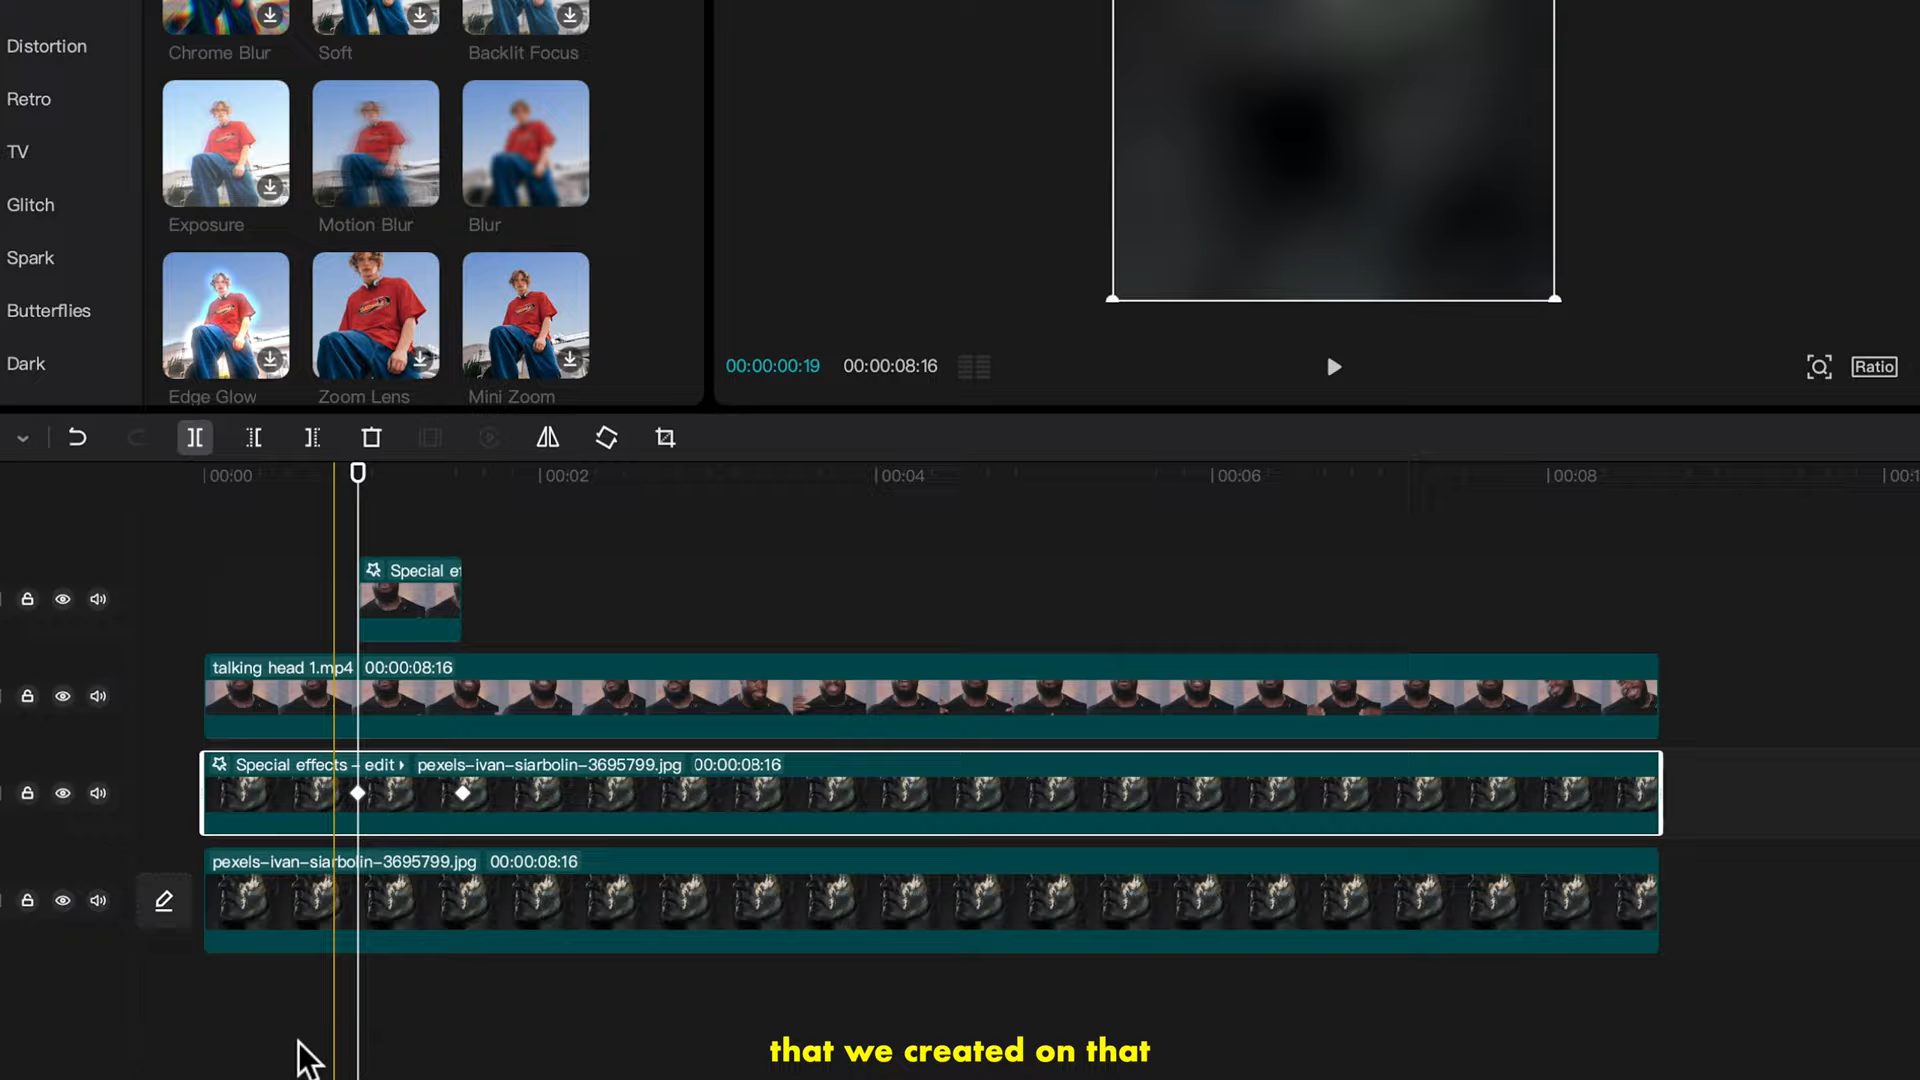 Distortion
Retro
TV
Glitch
Spark
Butterflies
Dark
Chrome Blur
Soft
Backlit Focus
Exposure
Motion Blur
Blur
Edge Glow
Zoom Lens
Mini Zoom
00:00:00:19
00:00:08:16
Ratio
00:00
00:02
00:04
00:06
00:08
Special ef
talking head 1.mp4 00:00:08:16
Special effects – edit pexels-ivan-siarbolin-3695799.jpg 00:00:08:16
pexels-ivan-siarbolin-3695799.jpg 00:00:08:16
that we created on that